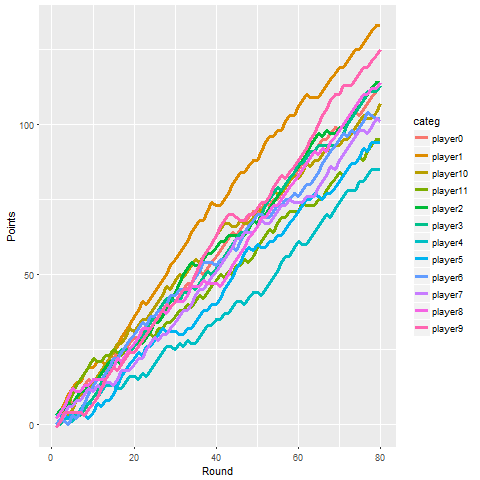 100
50
0
Points
0
20
40
60
80
Round
categ
player0
player1
player10
player11
player2
player3
player4
player5
player6
player7
player8
player9